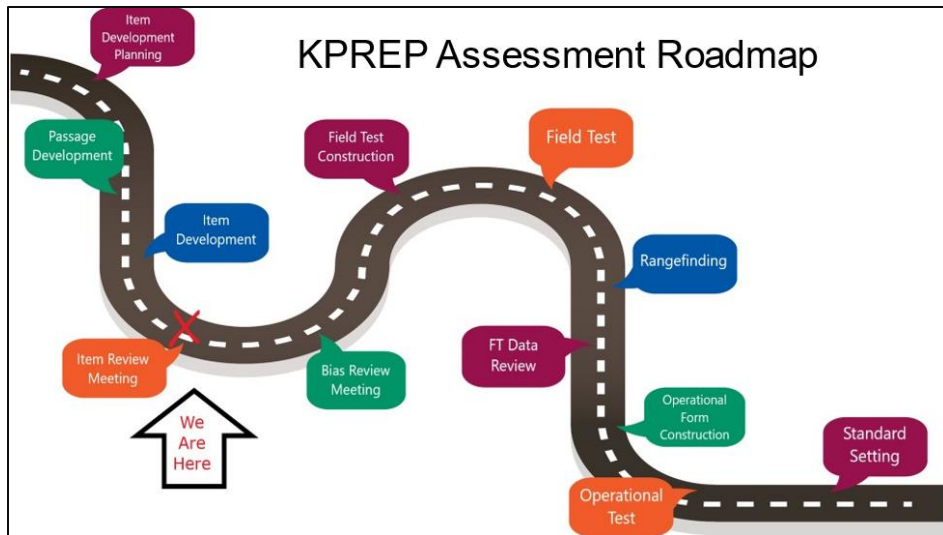 KPREP Assessment Roadmap
Item
Development
Planning
Passage
Development
Item
Development
Item Review
Meeting
We
Are
Here
Bias Review
Meeting
Field Test
Construction
Field Test
Rangefinding
FT Data
Review
Operational
Form
Construction
Operational
Test
Standard
Setting